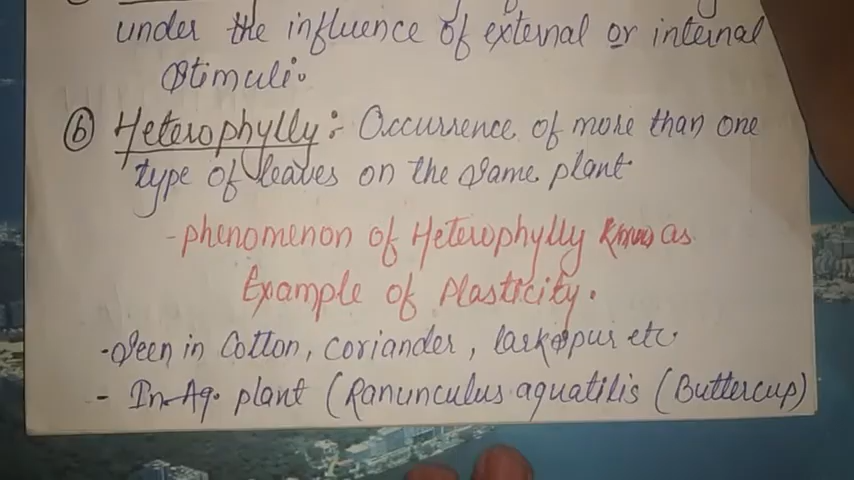 under the influence of external or internal
stimuli.
(b) Heterophylly :- Occurrence of more than one
type of leaves on the same plant
- phenomenon of Heterophylly known as
Example of Plasticity.
- Seen in Cotton, coriander, larkspur etc.
- In Aq. plant (Ranunculus aquatilis (Buttercup)